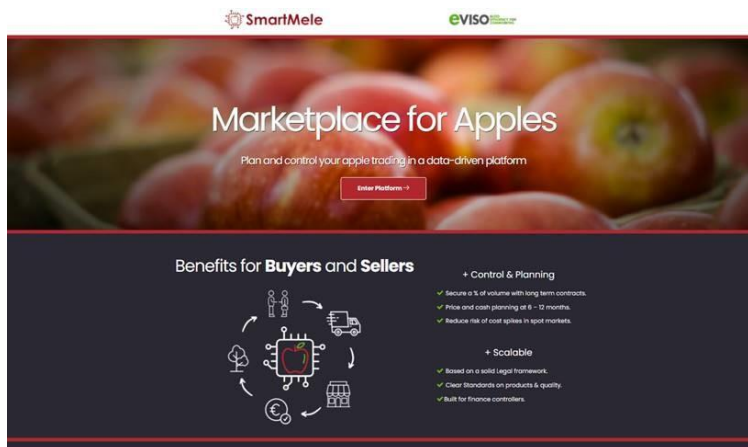 SmartMele
eVISO
Marketplace for Apples
Plan and control your apple trading in a data-driven platform
Enter Platform →
Benefits for Buyers and Sellers
+ Control & Planning
✓ Secure a % of volume with long term contracts.
✓ Price and cash planning at 6 - 12 months.
✓ Reduce risk of cost spikes in spot markets.
+ Scalable
✓ Based on a solid Legal framework.
✓ Clear Standards on products & quality.
✓ Built for finance controllers.
€